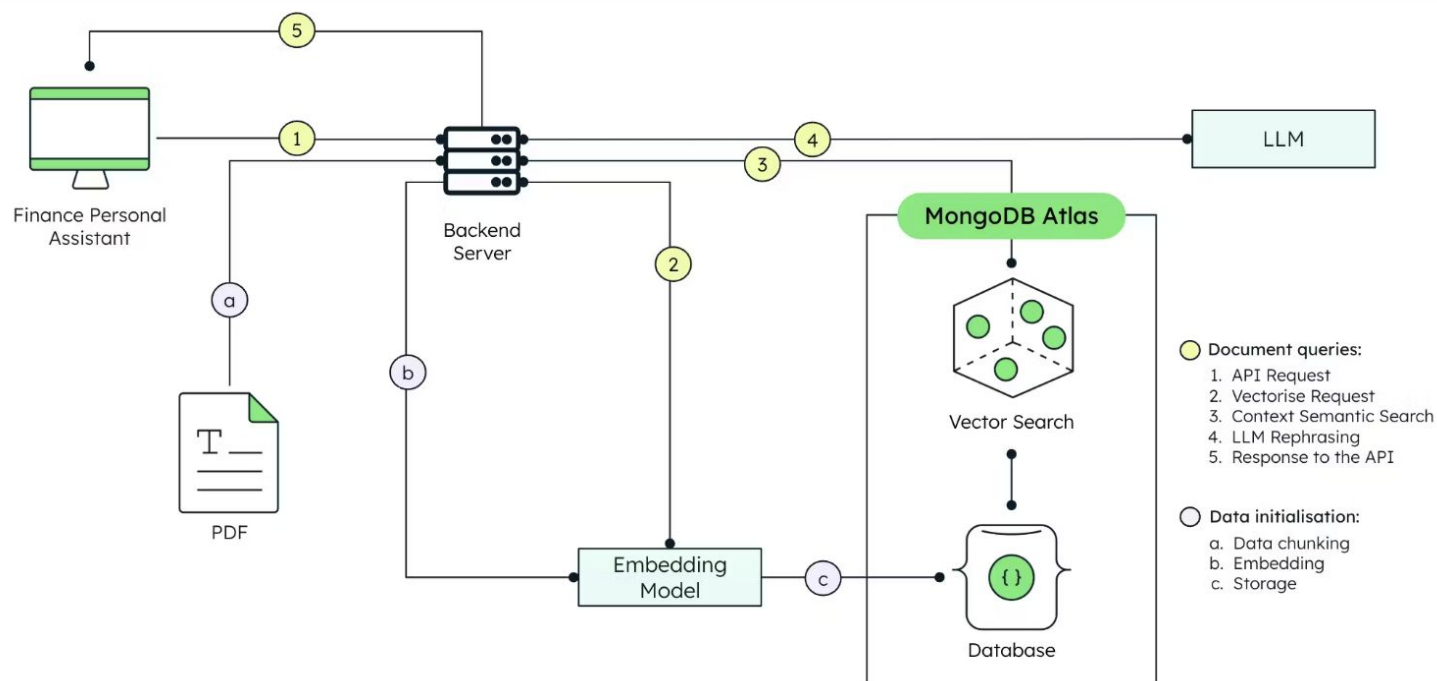 5
1
4
LLM
3
Finance Personal
Assistant
Backend
Server
MongoDB Atlas
2
a
b
Vector Search
T
PDF
Embedding
Model
c
{ }
Database
Document queries:
1. API Request
2. Vectorise Request
3. Context Semantic Search
4. LLM Rephrasing
5. Response to the API
Data initialisation:
a. Data chunking
b. Embedding
c. Storage